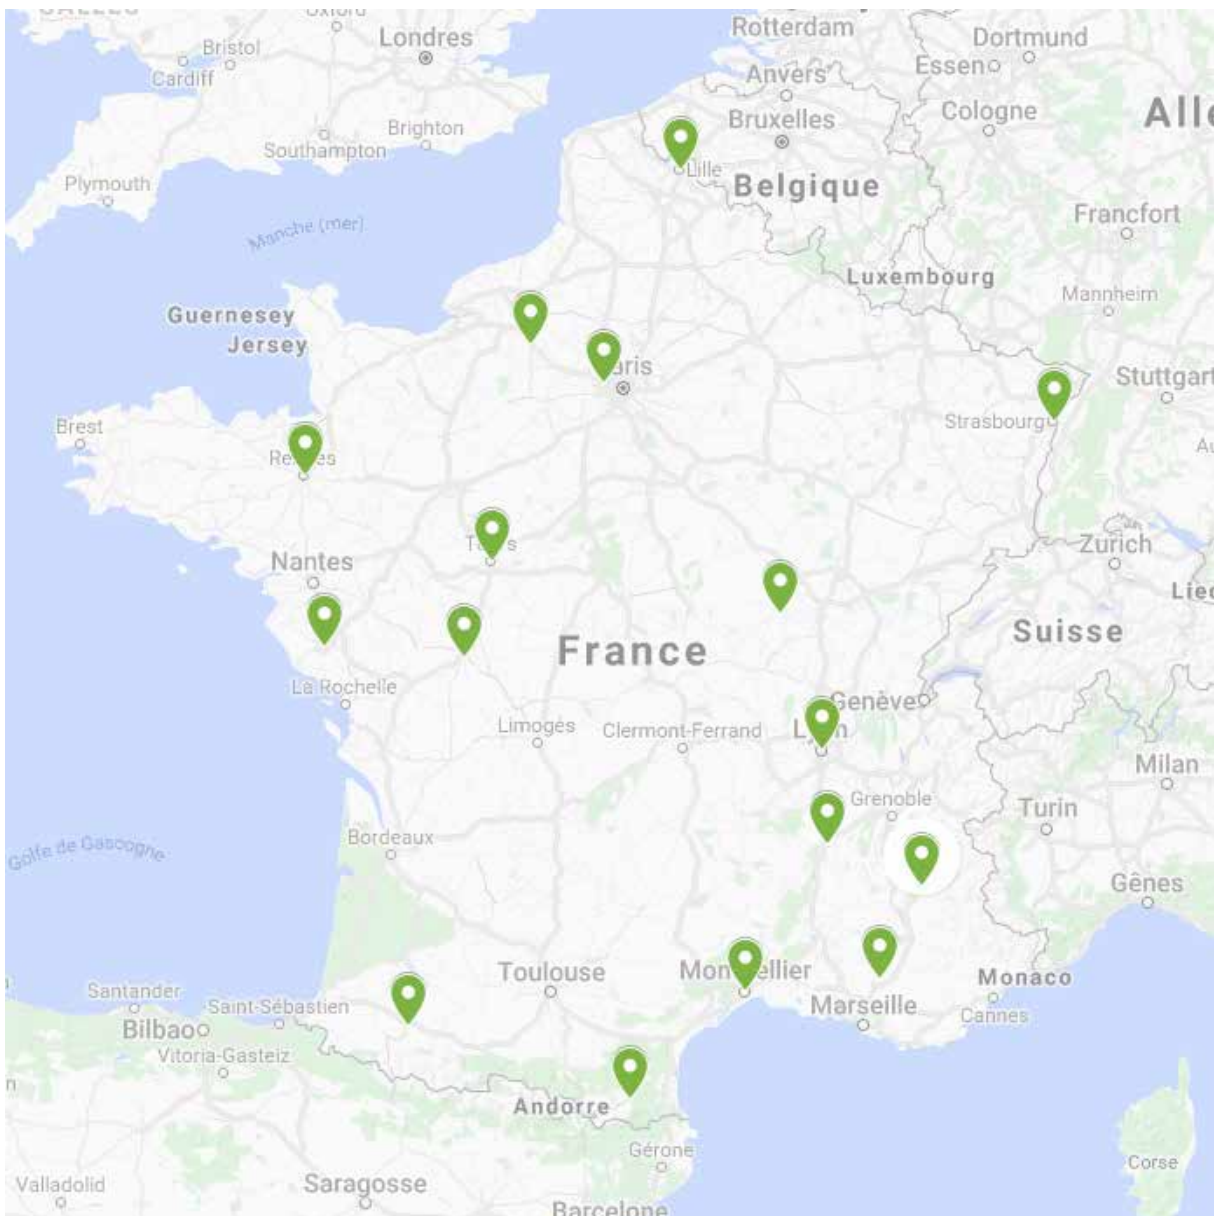 Londres
Rotterdam
Dortmund
Bristol
Essen
Cardiff
Anvers
Cologne
Bruxelles
Brighton
Southampton
Lille
Plymouth
Belgique
Francfort
Manche (mer)
Luxembourg
Mannheim
Guernesey
Jersey
aris
Stuttgart
Brest
Strasbourg
Nantes
Zurich
Suisse
France
La Rochelle
Genève
Limoges
Clermont-Ferrand
Milan
Grenoble
Turin
Bordeaux
Golfe de Gascogne
Gênes
Toulouse
Monaco
Santander
Saint-Sébastien
Marseille
Cannes
Bilbao
Vitoria-Gasteiz
Andorre
Gérone
Corse
Valladolid
Saragosse